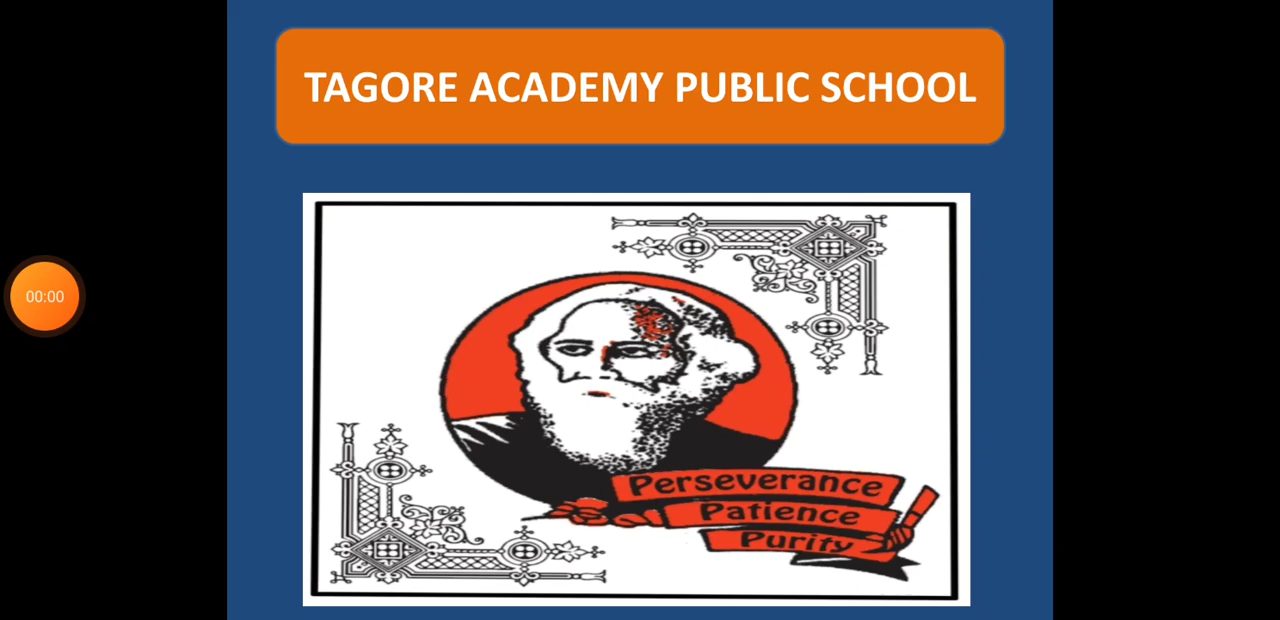 TAGORE ACADEMY PUBLIC SCHOOL
00:00
Perseverance
Patience
Purity